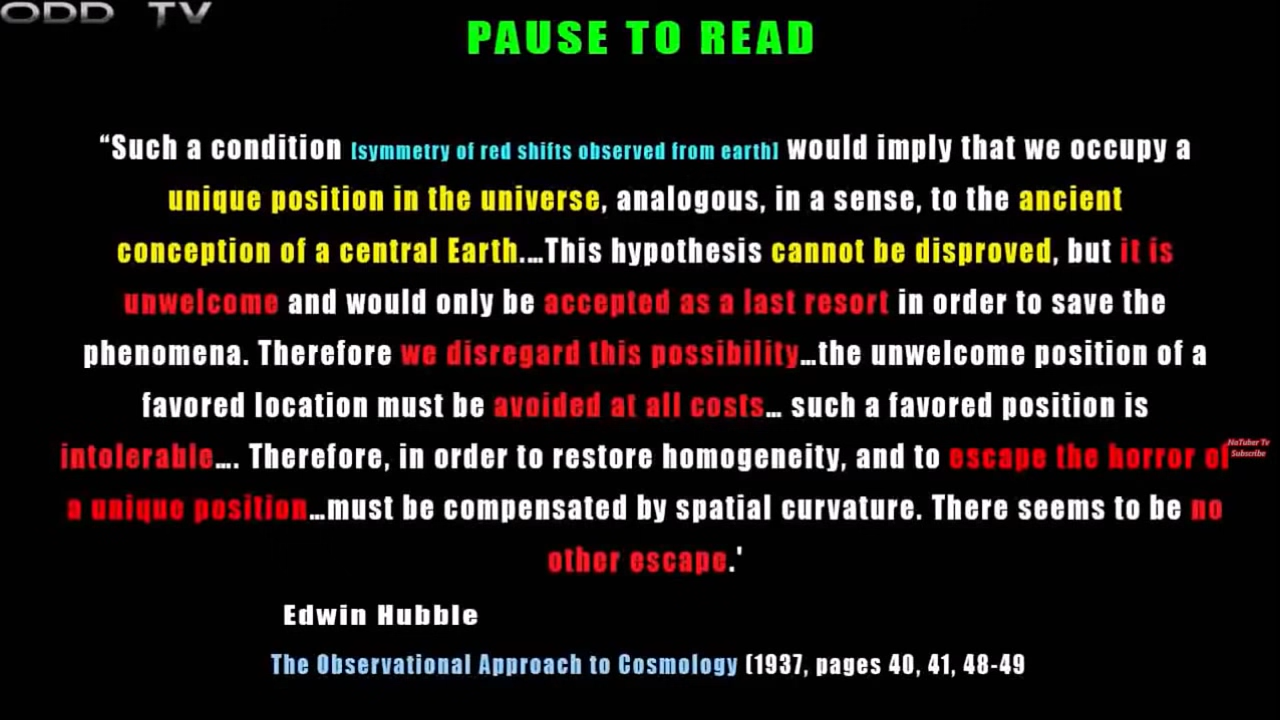 ODD TV
PAUSE TO READ
“Such a condition [symmetry of red shifts observed from earth] would imply that we occupy a
unique position in the universe, analogous, in a sense, to the ancient
conception of a central Earth....This hypothesis cannot be disproved, but it is
unwelcome and would only be accepted as a last resort in order to save the
phenomena. Therefore we disregard this possibility...the unwelcome position of a
favored location must be avoided at all costs... such a favored position is
intolerable.... Therefore, in order to restore homogeneity, and to escape the horror of
a unique position...must be compensated by spatial curvature. There seems to be no
other escape.'
Edwin Hubble
The Observational Approach to Cosmology (1937, pages 40, 41, 48-49
NaTuber Tv
Subscribe